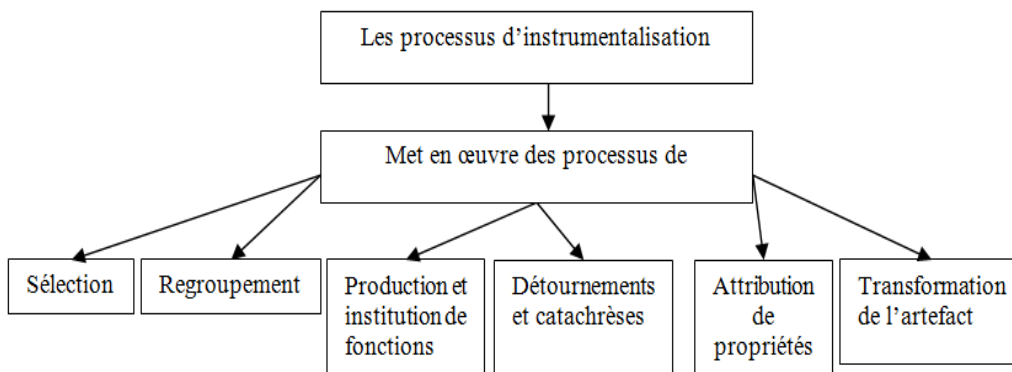 Les processus d’instrumentalisation
Met en œuvre des processus de
Sélection
Regroupement
Production et
institution de
fonctions
Détournements
et catachrèses
Attribution
de
propriétés
Transformation
de l’artefact